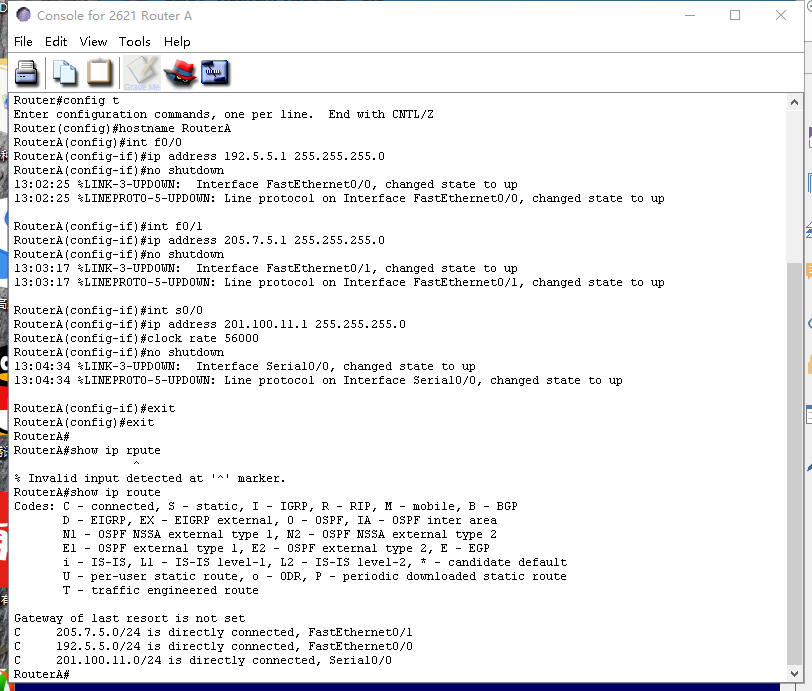 Console for 2621 Router A
File Edit View Tools Help
Grade Me
Router#config t
Enter configuration commands, one per line.  End with CNTL/Z
Router(config)#hostname RouterA
RouterA(config)#int f0/0
RouterA(config-if)#ip address 192.5.5.1 255.255.255.0
RouterA(config-if)#no shutdown
13:02:25 %LINK-3-UPDOWN:  Interface FastEthernet0/0, changed state to up
13:02:25 %LINEPROTO-5-UPDOWN: Line protocol on Interface FastEthernet0/0, changed state to up
RouterA(config-if)#int f0/1
RouterA(config-if)#ip address 205.7.5.1 255.255.255.0
RouterA(config-if)#no shutdown
13:03:17 %LINK-3-UPDOWN:  Interface FastEthernet0/1, changed state to up
13:03:17 %LINEPROTO-5-UPDOWN: Line protocol on Interface FastEthernet0/1, changed state to up
RouterA(config-if)#int s0/0
RouterA(config-if)#ip address 201.100.11.1 255.255.255.0
RouterA(config-if)#clock rate 56000
RouterA(config-if)#no shutdown
13:04:34 %LINK-3-UPDOWN:  Interface Serial0/0, changed state to up
13:04:34 %LINEPROTO-5-UPDOWN: Line protocol on Interface Serial0/0, changed state to up
RouterA(config-if)#exit
RouterA(config)#exit
RouterA#
RouterA#show ip rpute
^
% Invalid input detected at '^' marker.
RouterA#show ip route
Codes: C - connected, S - static, I - IGRP, R - RIP, M - mobile, B - BGP
D - EIGRP, EX - EIGRP external, O - OSPF, IA - OSPF inter area
N1 - OSPF NSSA external type 1, N2 - OSPF NSSA external type 2
E1 - OSPF external type 1, E2 - OSPF external type 2, E - EGP
i - IS-IS, L1 - IS-IS level-1, L2 - IS-IS level-2, * - candidate default
U - per-user static route, o - ODR, P - periodic downloaded static route
T - traffic engineered route
Gateway of last resort is not set
C     205.7.5.0/24 is directly connected, FastEthernet0/1
C     192.5.5.0/24 is directly connected, FastEthernet0/0
C     201.100.11.0/24 is directly connected, Serial0/0
RouterA#